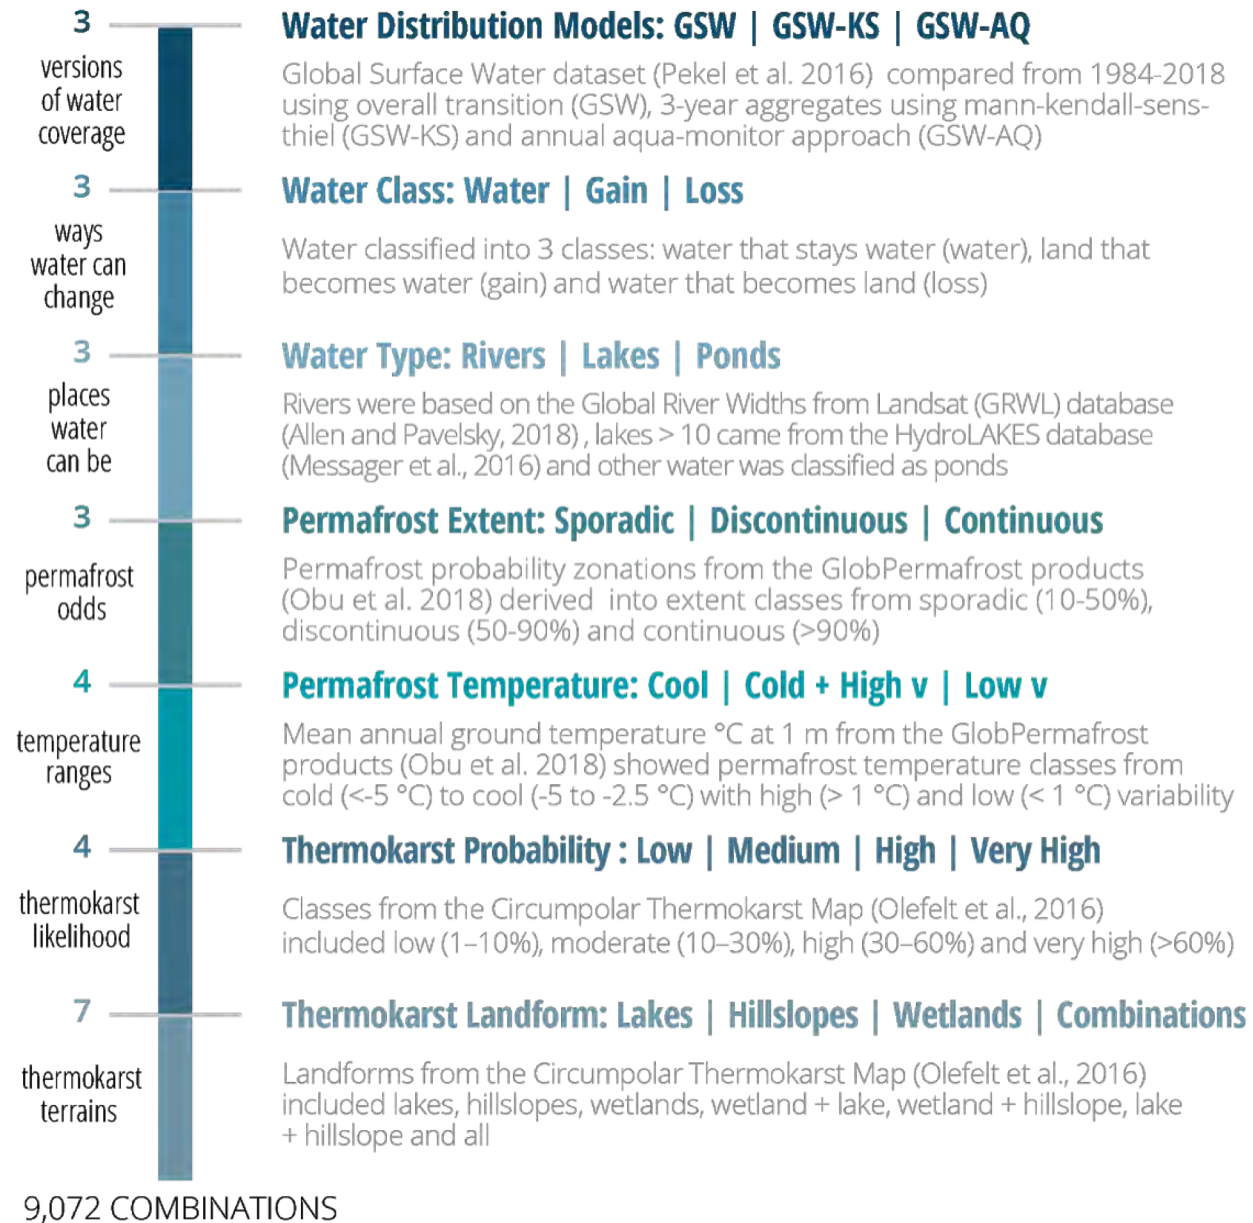 3
Water Distribution Models: GSW | GSW-KS | GSW-AQ
versions
of water
coverage
Global Surface Water dataset (Pekel et al. 2016) compared from 1984-2018
using overall transition (GSW), 3-year aggregates using mann-kendall-sens-
thiel (GSW-KS) and annual aqua-monitor approach (GSW-AQ)
3
Water Class: Water | Gain | Loss
ways
water can
change
Water classified into 3 classes: water that stays water (water), land that
becomes water (gain) and water that becomes land (loss)
3
Water Type: Rivers | Lakes | Ponds
places
water
can be
Rivers were based on the Global River Widths from Landsat (GRWL) database
(Allen and Pavelsky, 2018) , lakes > 10 came from the HydroLAKES database
(Messager et al., 2016) and other water was classified as ponds
3
Permafrost Extent: Sporadic | Discontinuous | Continuous
permafrost
odds
Permafrost probability zonations from the GlobPermafrost products
(Obu et al. 2018) derived into extent classes from sporadic (10-50%),
discontinuous (50-90%) and continuous (>90%)
4
Permafrost Temperature: Cool | Cold + High v | Low v
temperature
ranges
Mean annual ground temperature °C at 1 m from the GlobPermafrost
products (Obu et al. 2018) showed permafrost temperature classes from
cold (<-5 °C) to cool (-5 to -2.5 °C) with high (> 1 °C) and low (< 1 °C) variability
4
Thermokarst Probability : Low | Medium | High | Very High
thermokarst
likelihood
Classes from the Circumpolar Thermokarst Map (Olefelt et al., 2016)
included low (1–10%), moderate (10–30%), high (30–60%) and very high (>60%)
7
Thermokarst Landform: Lakes | Hillslopes | Wetlands | Combinations
thermokarst
terrains
Landforms from the Circumpolar Thermokarst Map (Olefelt et al., 2016)
included lakes, hillslopes, wetlands, wetland + lake, wetland + hillslope, lake
+ hillslope and all
9,072 COMBINATIONS